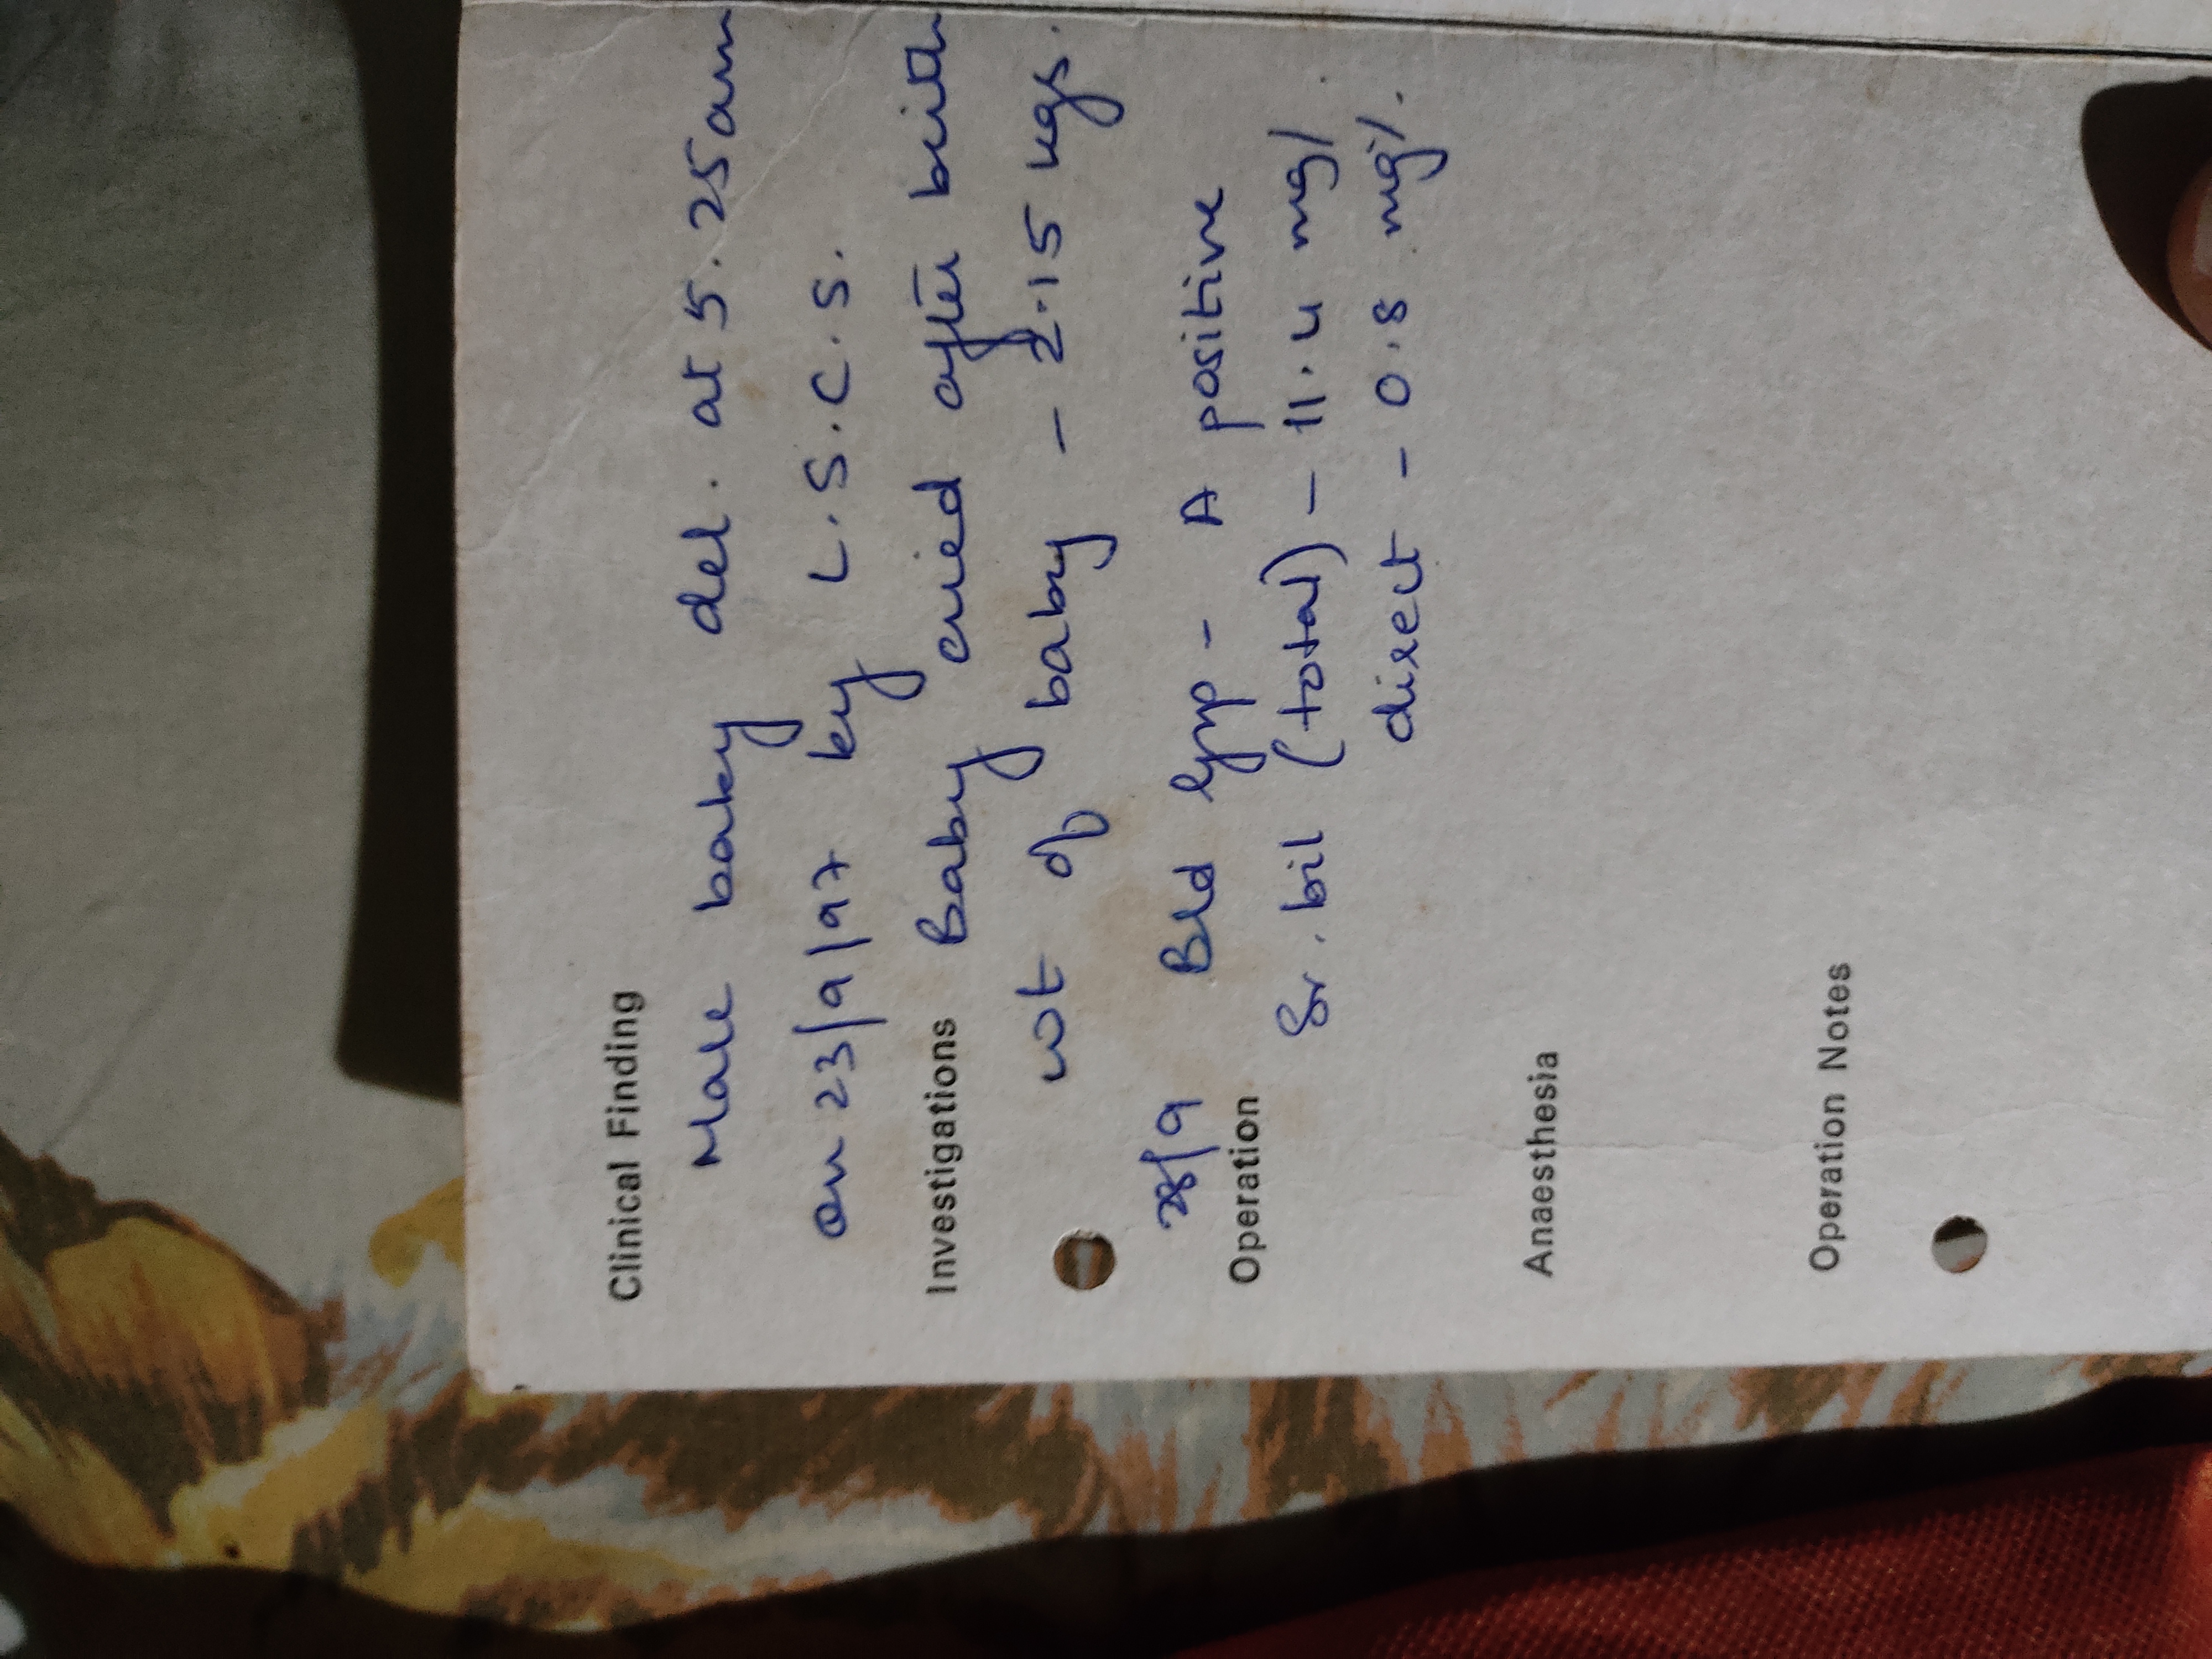 Clinical Finding
Male baby del. at 5.25am
on 23/9/97 by L.S.C.S.
Investigations Baby cried after birth
wt of baby - 2.15 kgs.
28/9 Bld Grp - A positive
Operation
Sr. bil (total) - 11.4 mg/.
direct - 0.8 mg%.
Anaesthesia
Operation Notes